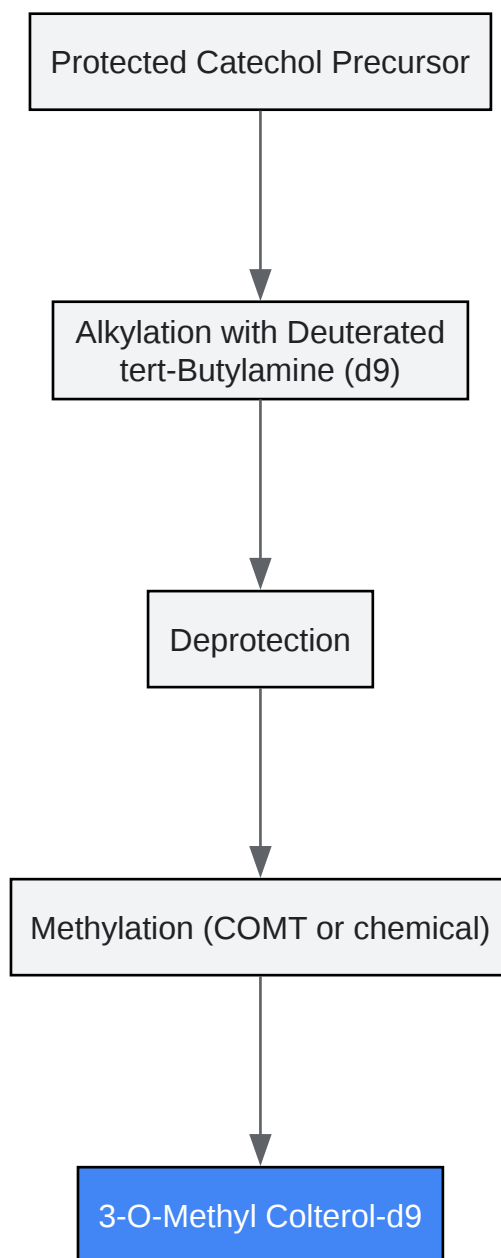 Protected Catechol Precursor
Alkylation with Deuterated
tert-Butylamine (d9)
Deprotection
Methylation (COMT or chemical)
3-O-Methyl Colterol-d9